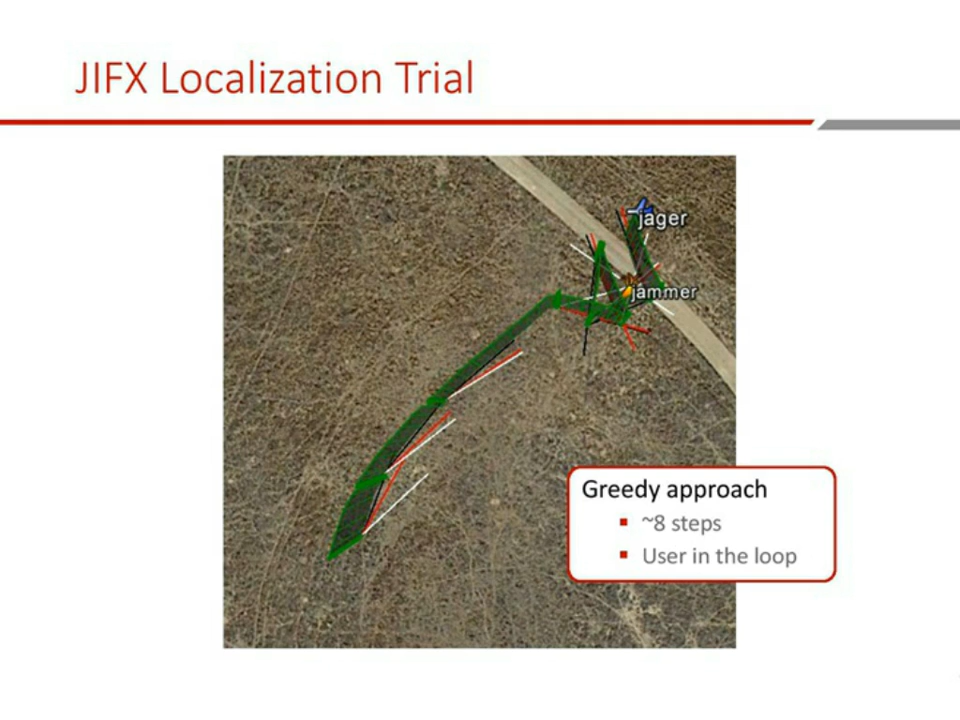 JIFX Localization Trial
jager
jammer
Greedy approach
~8 steps
User in the loop